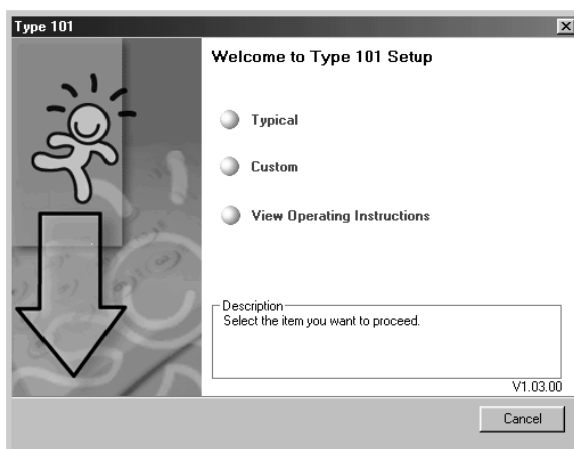 Type 101
Welcome to Type 101 Setup
Typical
Custom
View Operating Instructions
Description
Select the item you want to proceed.
V1.03.00
Cancel